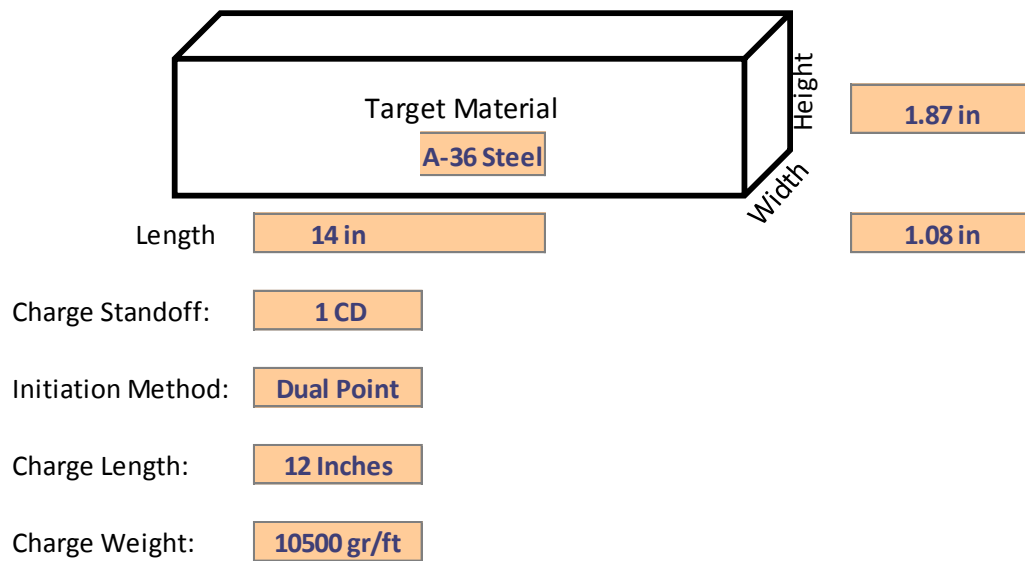 Target Material
A-36 Steel
Height
1.87 in
Width
Length
14 in
1.08 in
Charge Standoff:
1 CD
Initiation Method:
Dual Point
Charge Length:
12 Inches
Charge Weight:
10500 gr/ft